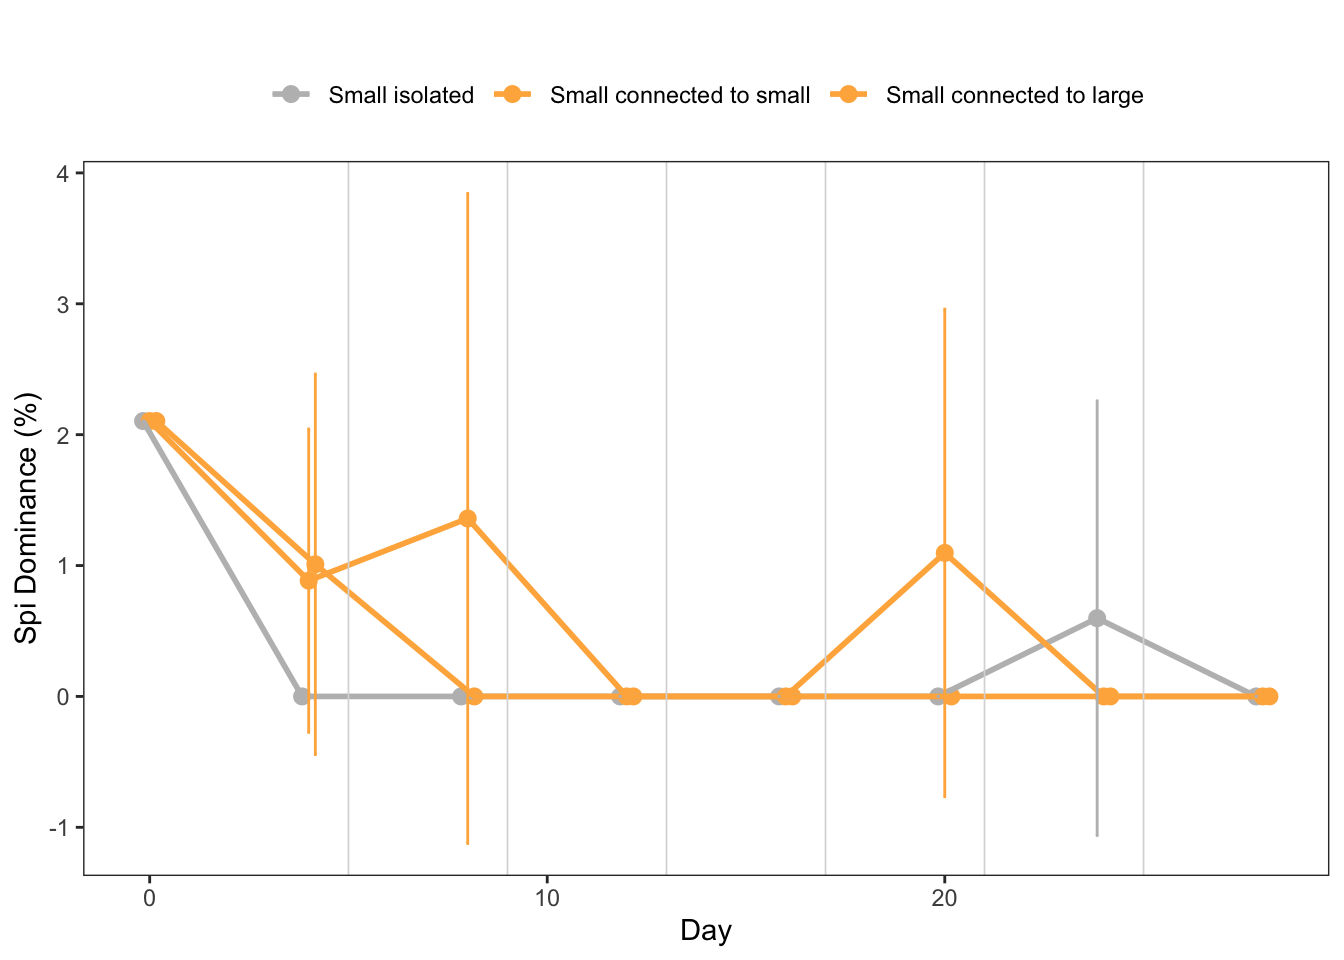 Small isolated Small connected to small Small connected to large
4
3
2
1
0
-1
Spi Dominance (%)
0 10 20
Day